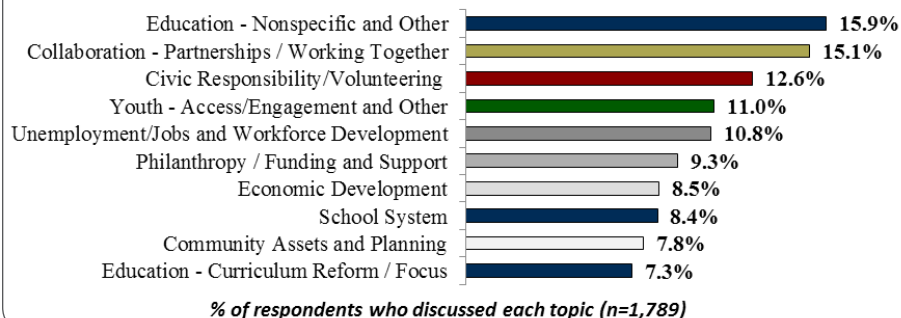 Education - Nonspecific and Other 15.9%
Collaboration - Partnerships / Working Together 15.1%
Civic Responsibility/Volunteering 12.6%
Youth - Access/Engagement and Other 11.0%
Unemployment/Jobs and Workforce Development 10.8%
Philanthropy / Funding and Support 9.3%
Economic Development 8.5%
School System 8.4%
Community Assets and Planning 7.8%
Education - Curriculum Reform / Focus 7.3%
% of respondents who discussed each topic (n=1,789)